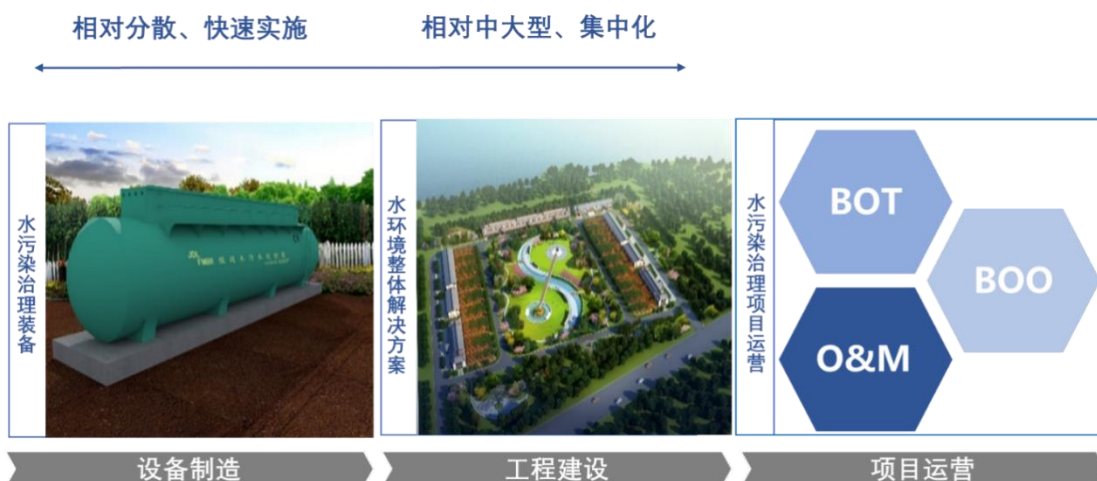 相对分散、快速实施
相对中大型、集中化
水污染治理装备
水环境整体解决方案
水污染治理项目运营
BOT
BOO
O&M
设备制造
工程建设
项目运营